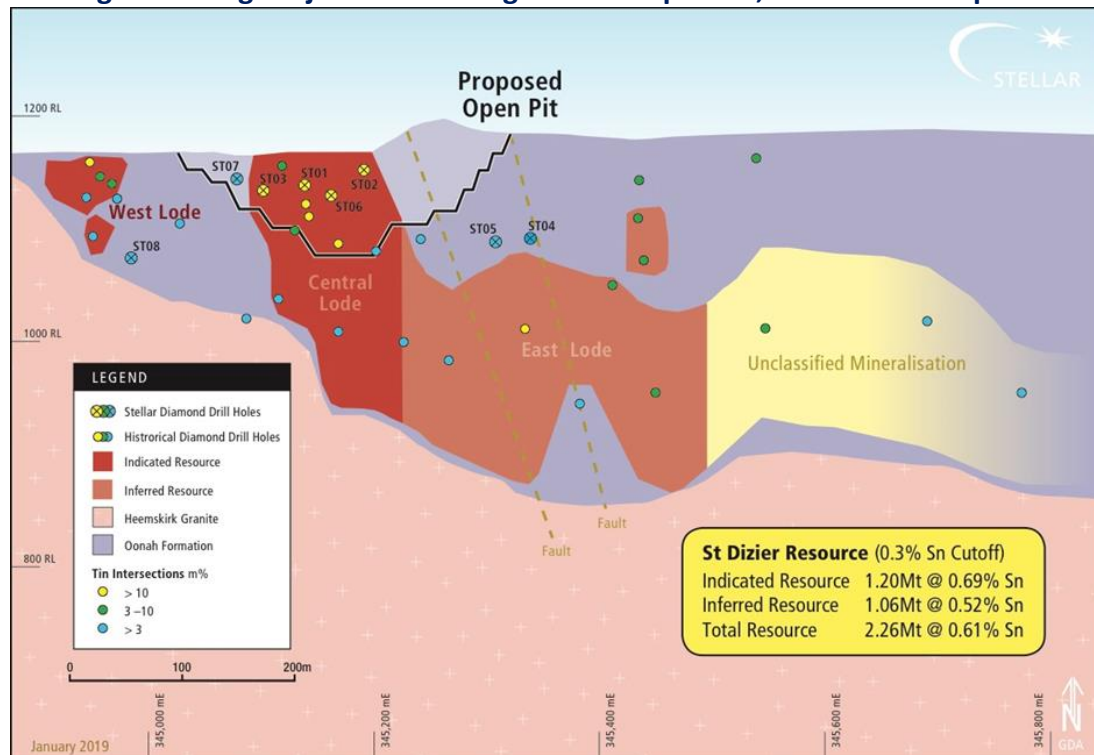 Proposed
Open Pit
STELLAR
1200 RL
ST07
ST03
ST01
ST02
ST06
West Lode
ST08
ST05
ST04
Central
Lode
1000 RL
East Lode
Unclassified Mineralisation
LEGEND
Stellar Diamond Drill Holes
Histrorical Diamond Drill Holes
Indicated Resource
Inferred Resource
Heemskirk Granite
Oonah Formation
Tin Intersections m%
> 10
3 –10
> 3
Fault
Fault
800 RL
St Dizier Resource (0.3% Sn Cutoff)
Indicated Resource 1.20Mt @ 0.69% Sn
Inferred Resource 1.06Mt @ 0.52% Sn
Total Resource 2.26Mt @ 0.61% Sn
0 100 200m
345,000 mE
345,200 mE
345,400 mE
345,600 mE
345,800 mE
N
GDA
January 2019